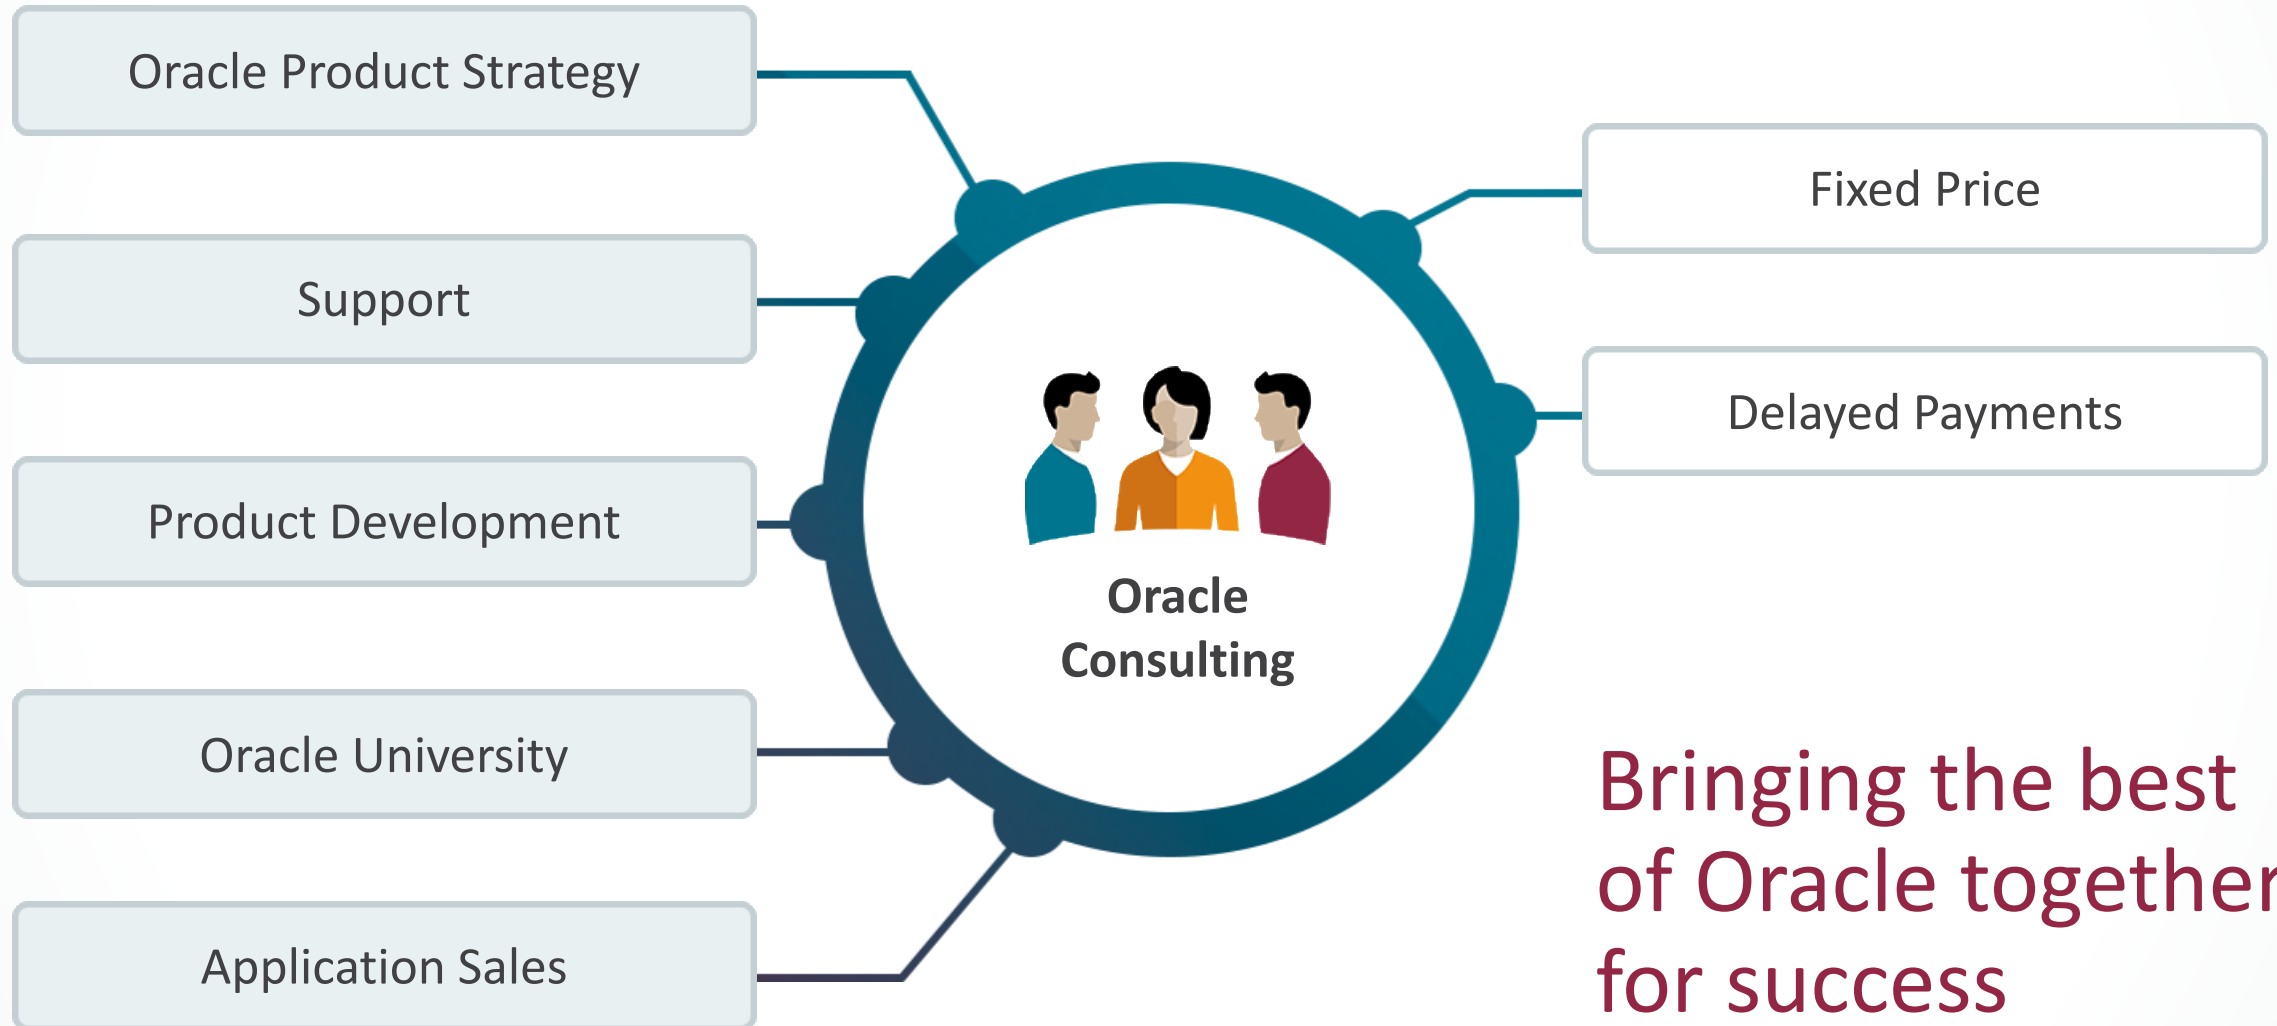 Oracle Product Strategy
Support
Product Development
Oracle University
Application Sales
Oracle
Consulting
Fixed Price
Delayed Payments
Bringing the best
of Oracle together
for success